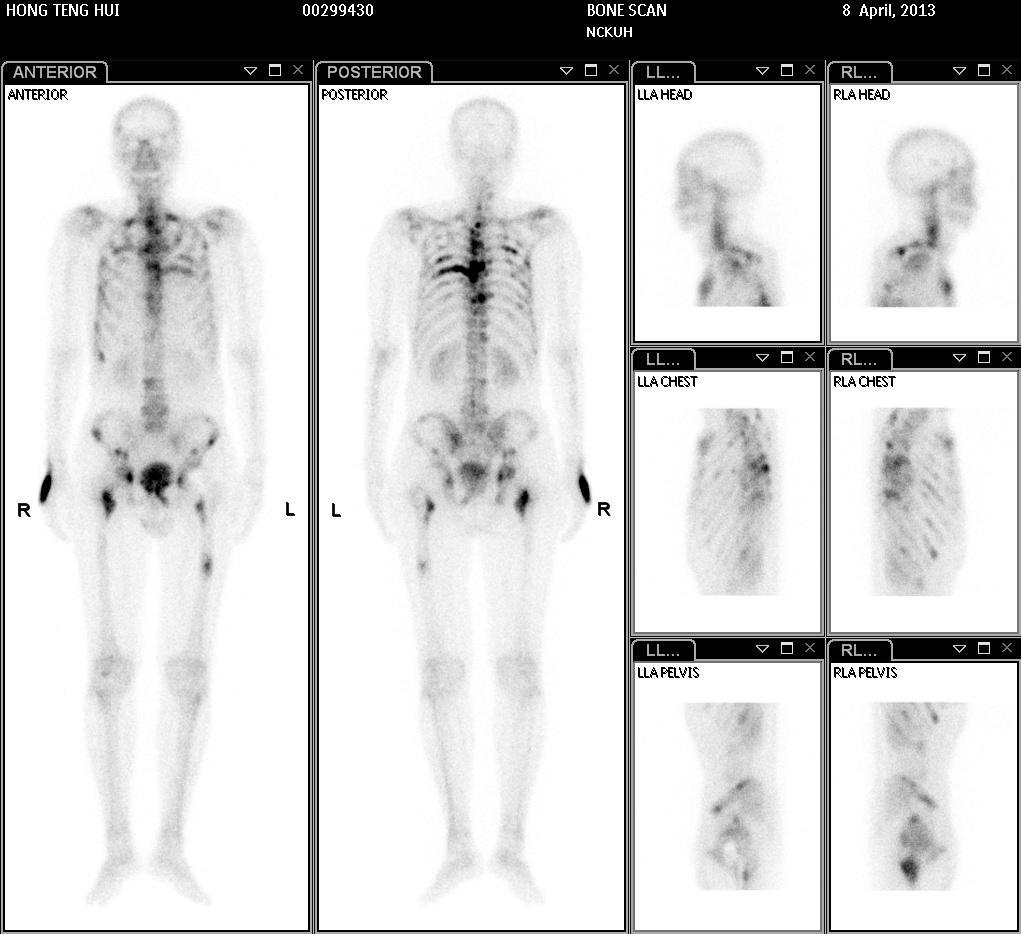 HONG TENG HUI 00299430 BONE SCAN 8 April, 2013
NCKUH
ANTERIOR POSTERIOR LL... RL...
ANTERIOR POSTERIOR LLA HEAD RLA HEAD
LL... RL...
LLA CHEST RLA CHEST
R L L R
LL... RL...
LLA PELVIS RLA PELVIS